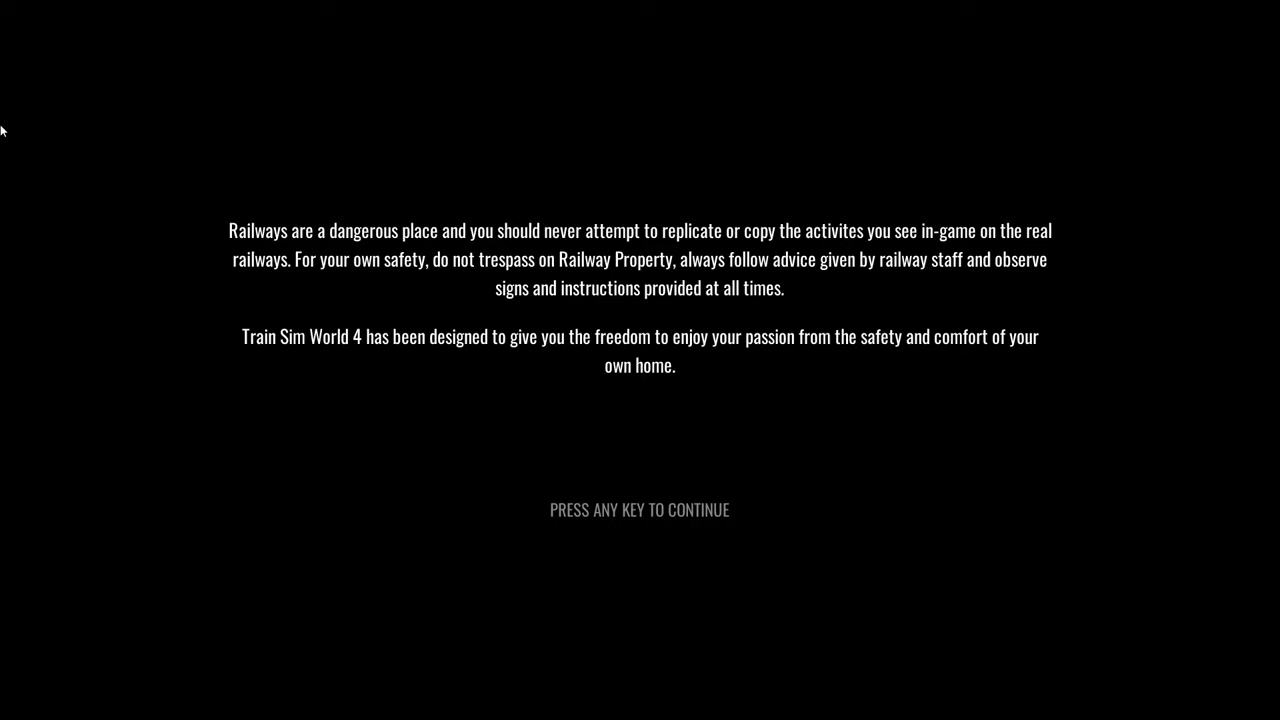 Railways are a dangerous place and you should never attempt to replicate or copy the activites you see in-game on the real
railways. For your own safety, do not trespass on Railway Property, always follow advice given by railway staff and observe
signs and instructions provided at all times.
Train Sim World 4 has been designed to give you the freedom to enjoy your passion from the safety and comfort of your
own home.
PRESS ANY KEY TO CONTINUE